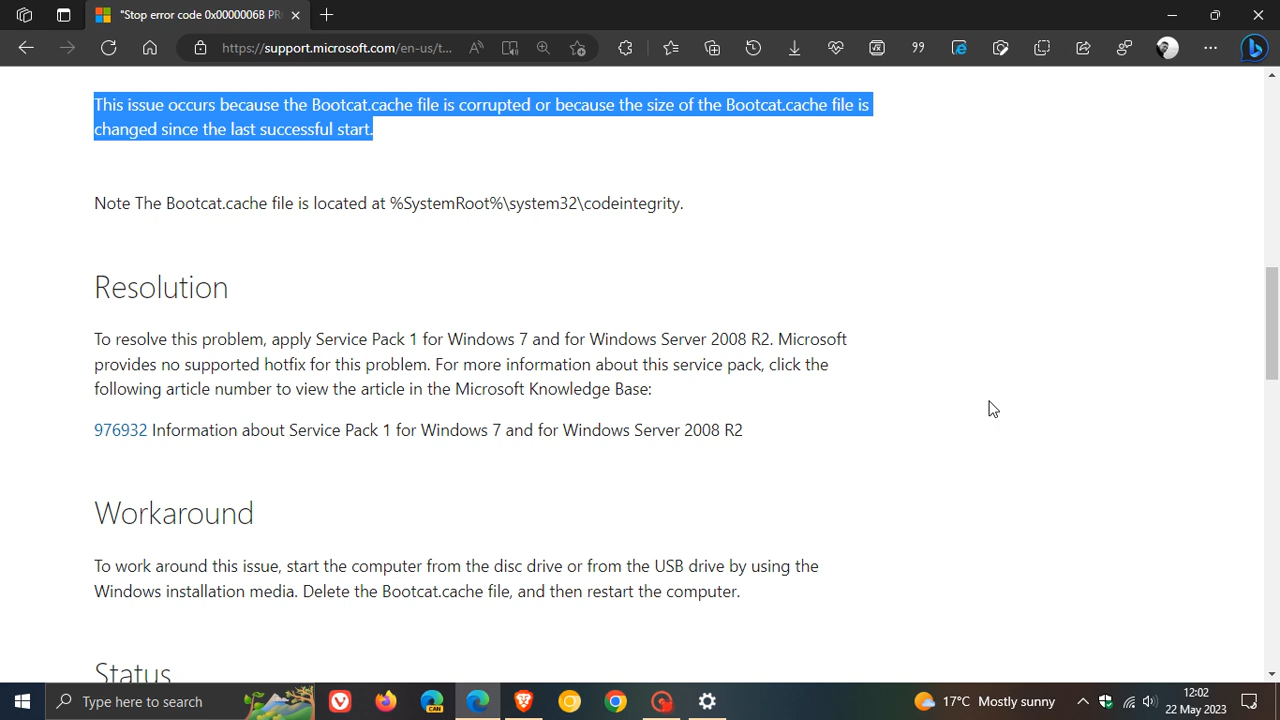 "Stop error code 0x0000006B PR
https://support.microsoft.com/en-us/t...
This issue occurs because the Bootcat.cache file is corrupted or because the size of the Bootcat.cache file is
changed since the last successful start.
Note The Bootcat.cache file is located at %SystemRoot%\system32\codeintegrity.
Resolution
To resolve this problem, apply Service Pack 1 for Windows 7 and for Windows Server 2008 R2. Microsoft
provides no supported hotfix for this problem. For more information about this service pack, click the
following article number to view the article in the Microsoft Knowledge Base:
976932 Information about Service Pack 1 for Windows 7 and for Windows Server 2008 R2
Workaround
To work around this issue, start the computer from the disc drive or from the USB drive by using the
Windows installation media. Delete the Bootcat.cache file, and then restart the computer.
Status
Type here to search
CAN
17°C Mostly sunny
12:02
22 May 2023